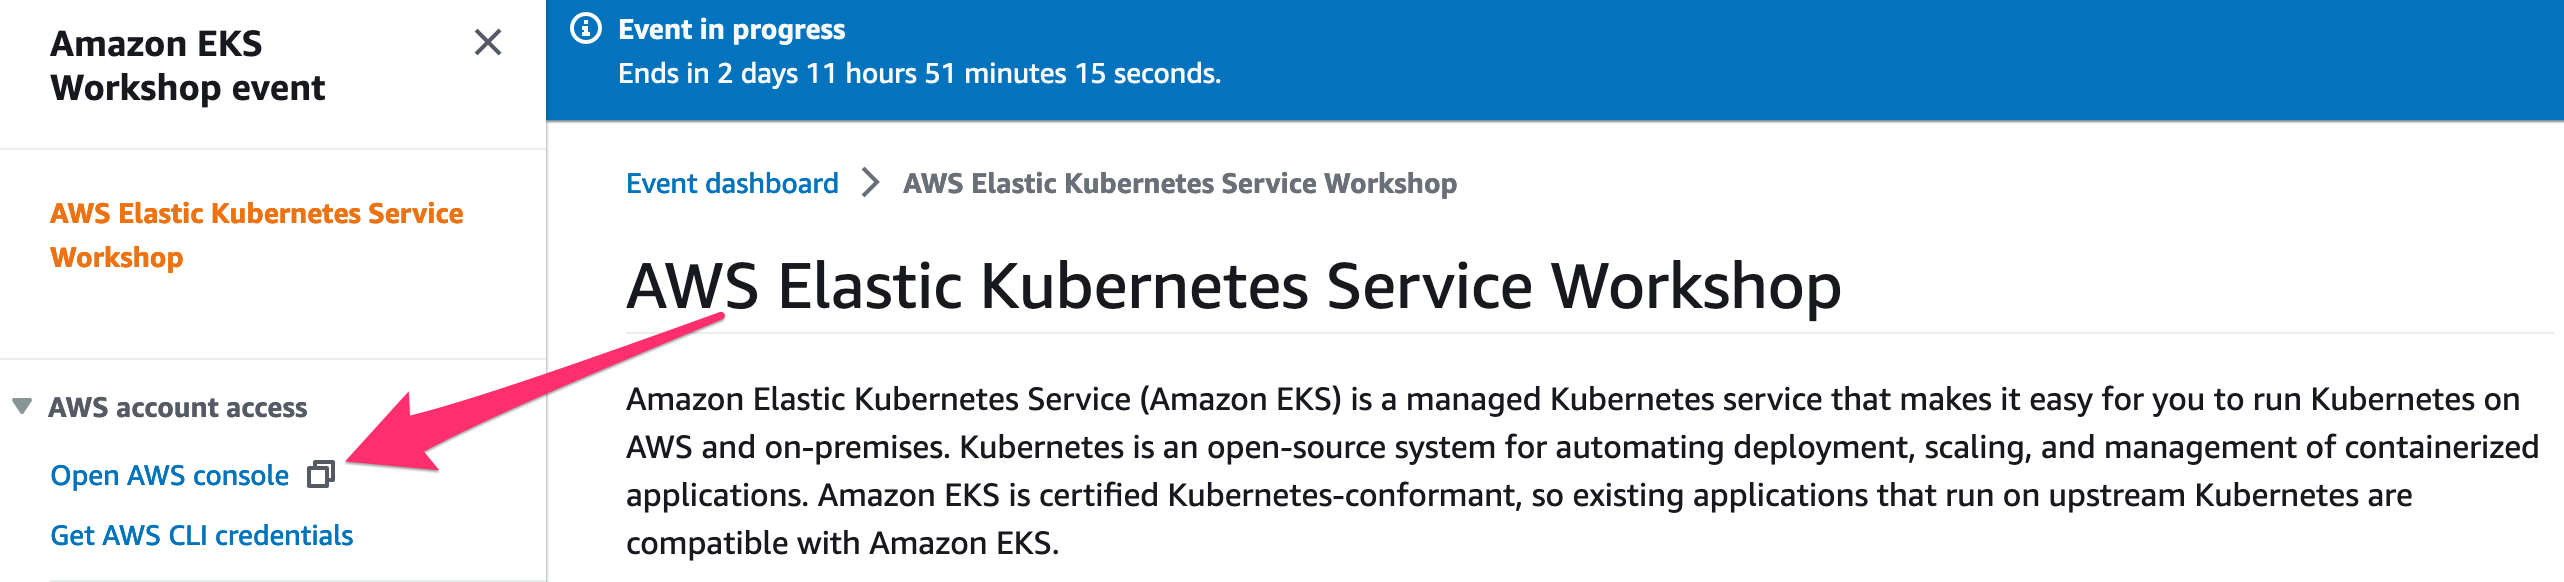 Amazon EKS
Workshop event
AWS Elastic Kubernetes Service
Workshop
AWS account access
Open AWS console
Get AWS CLI credentials
Event in progress
Ends in 2 days 11 hours 51 minutes 15 seconds.
Event dashboard > AWS Elastic Kubernetes Service Workshop
AWS Elastic Kubernetes Service Workshop
Amazon Elastic Kubernetes Service (Amazon EKS) is a managed Kubernetes service that makes it easy for you to run Kubernetes on
AWS and on-premises. Kubernetes is an open-source system for automating deployment, scaling, and management of containerized
applications. Amazon EKS is certified Kubernetes-conformant, so existing applications that run on upstream Kubernetes are
compatible with Amazon EKS.